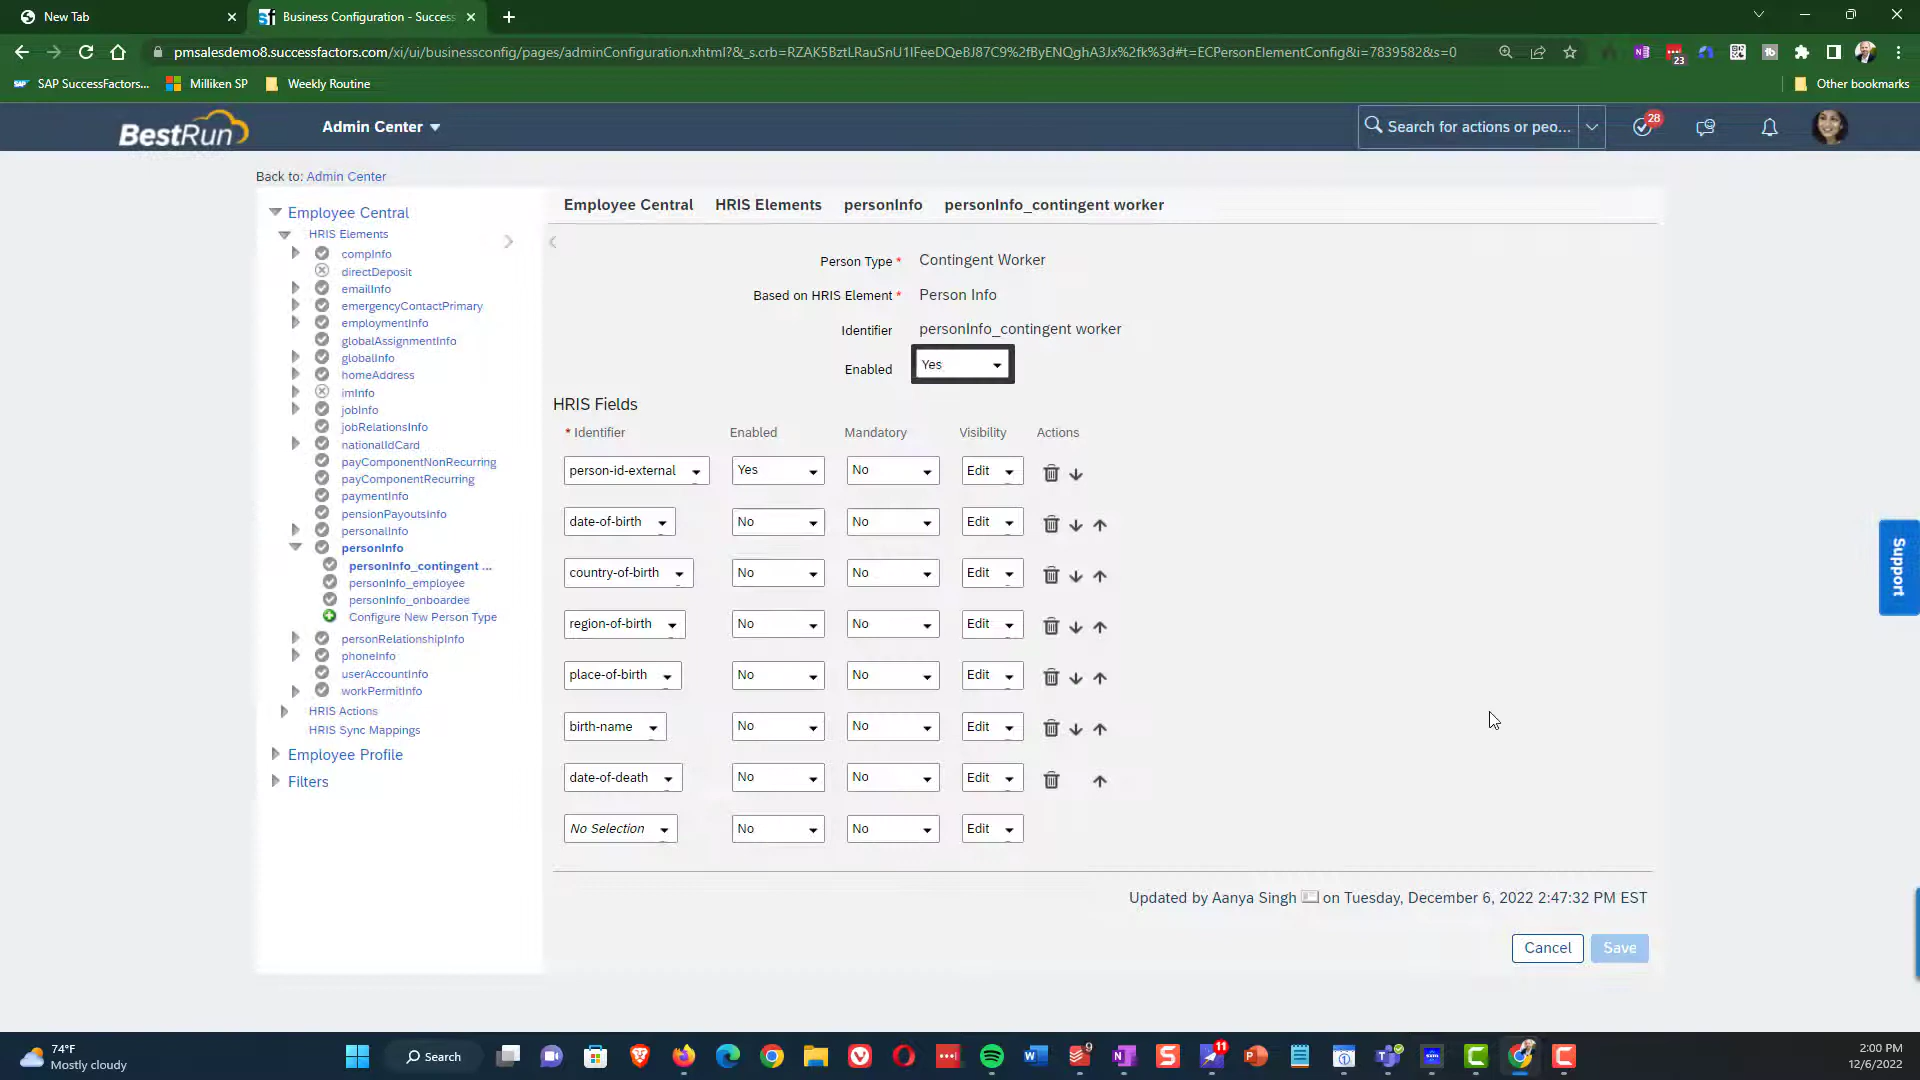 New Tab
Business Configuration - Success
pmsalesdemo8.successfactors.com/xi/ui/businessconfig/pages/adminConfiguration.xhtml?&_s.crb=RZAK5BztLRauSnU1IFeeDQeBJ87C9%2fByENQghA3Jx%2fk%3d#t=ECPersonElementConfig&i=7839582&s=0
23
SAP SuccessFactors...
Milliken SP
Weekly Routine
Other bookmarks
BestRun
Admin Center
Search for actions or peo...
28
Back to: Admin Center
Employee Central
HRIS Elements
compInfo
directDeposit
emailInfo
emergencyContactPrimary
employmentInfo
globalAssignmentInfo
globalInfo
homeAddress
imInfo
jobInfo
jobRelationsInfo
nationalIdCard
payComponentNonRecurring
payComponentRecurring
paymentInfo
pensionPayoutsInfo
personalInfo
personInfo
personInfo_contingent ...
personInfo_employee
personInfo_onboardee
Configure New Person Type
personRelationshipInfo
phoneInfo
userAccountInfo
workPermitInfo
HRIS Actions
HRIS Sync Mappings
Employee Profile
Filters
Employee Central HRIS Elements personInfo personInfo_contingent worker
Person Type * Contingent Worker
Based on HRIS Element * Person Info
Identifier personInfo_contingent worker
Enabled Yes
HRIS Fields
* Identifier Enabled Mandatory Visibility Actions
person-id-external Yes No Edit
date-of-birth No No Edit
country-of-birth No No Edit
region-of-birth No No Edit
place-of-birth No No Edit
birth-name No No Edit
date-of-death No No Edit
No Selection No No Edit
Updated by Aanya Singh on Tuesday, December 6, 2022 2:47:32 PM EST
Cancel Save
Support
74°F
Mostly cloudy
Search
9
11
2:00 PM
12/6/2022